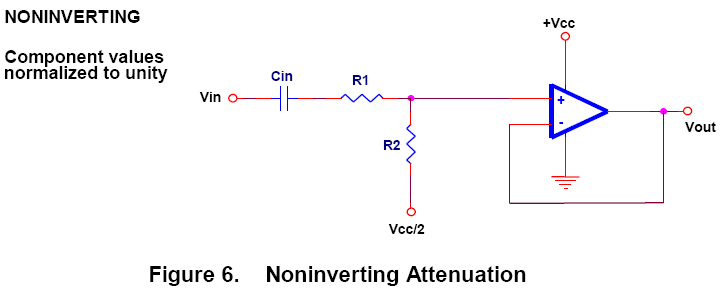 NONINVERTING
Component values
normalized to unity
+Vcc
Cin
R1
Vin
+
-
Vout
R2
Vcc/2
Figure 6. Noninverting Attenuation